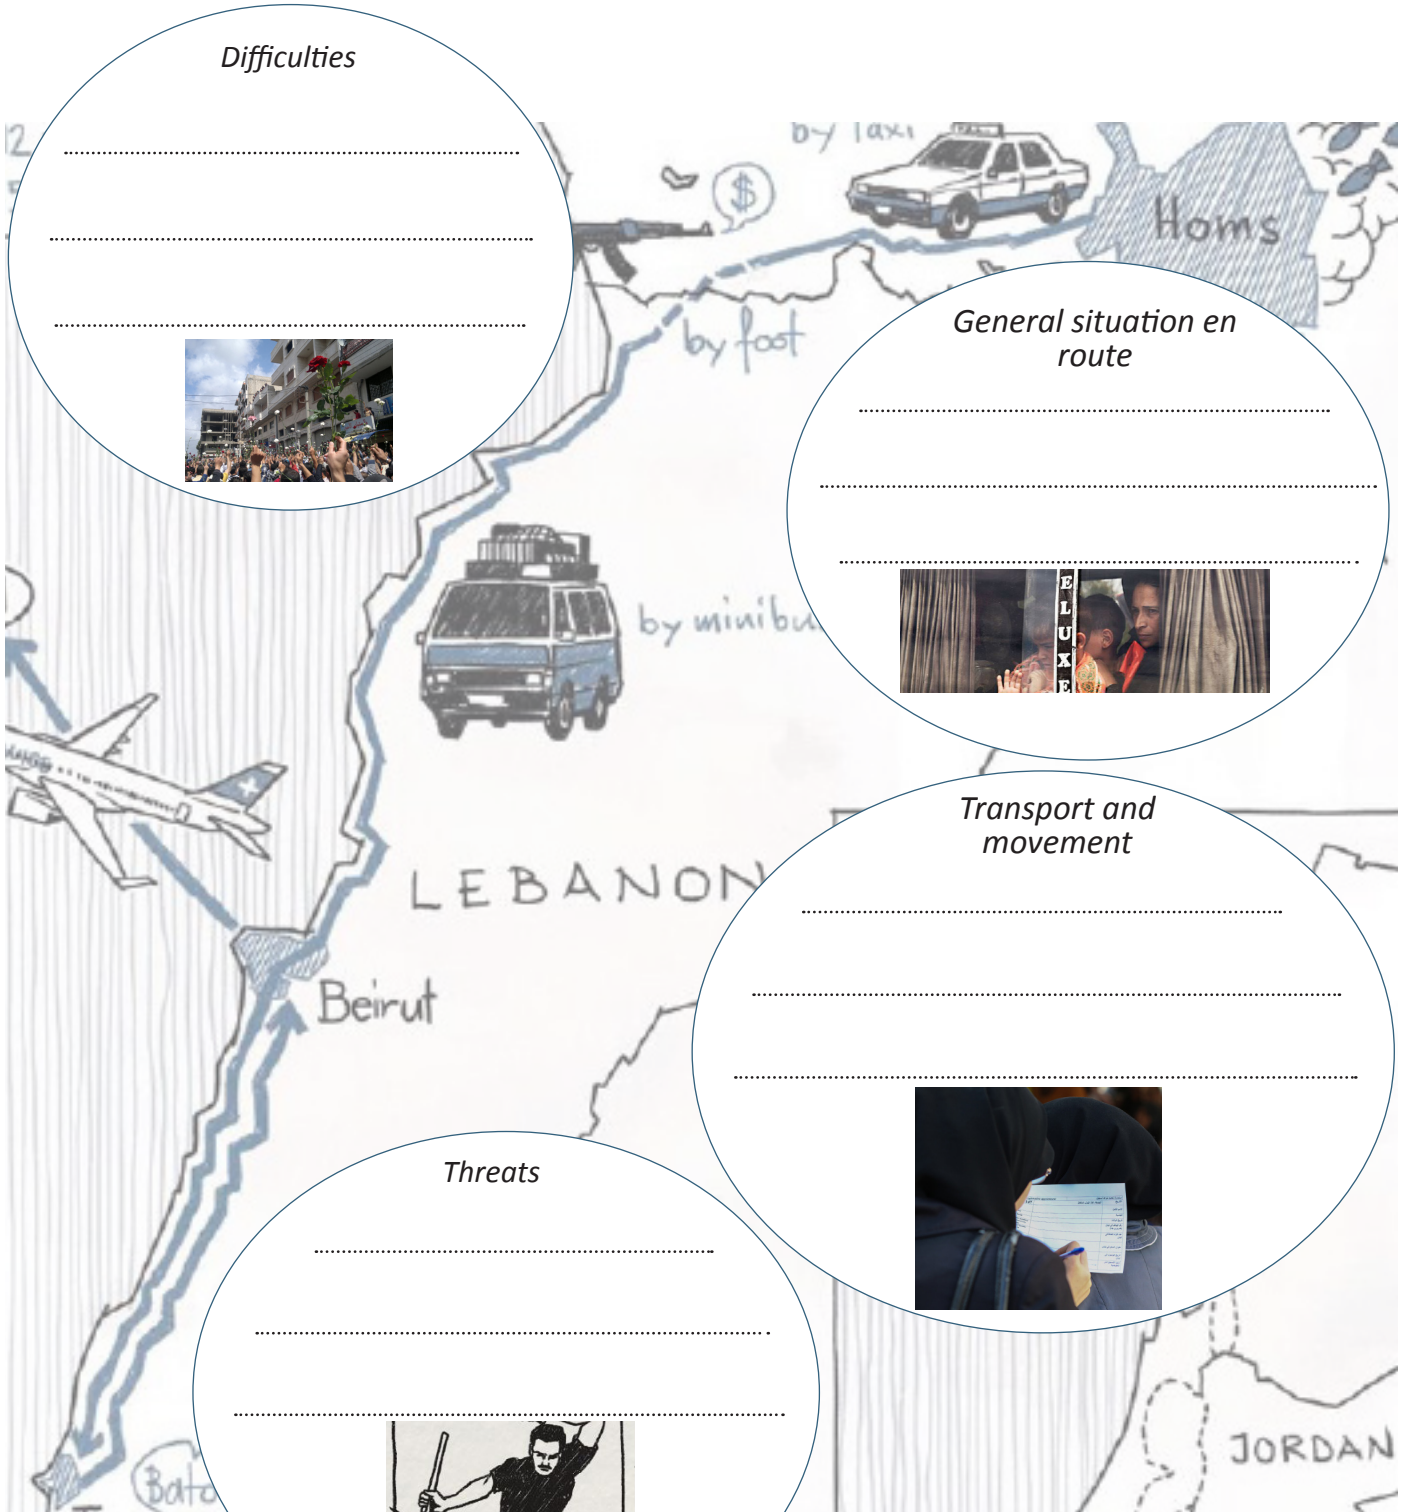 Difficulties
by Taxi
$
Homs
by foot
General situation en
route
E
L
U
X
E
by minibu
Transport and
movement
LEBANON
Beirut
Threats
JORDAN
Bato